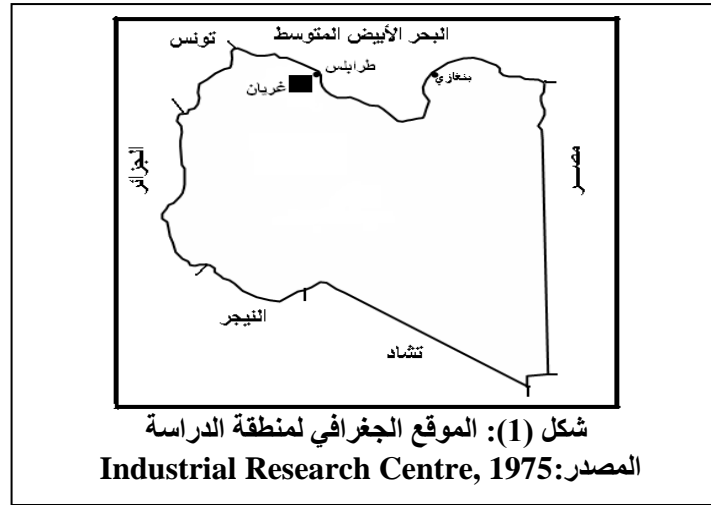 البحر الأبيض المتوسط
تونس
طرابلس
بنغازي
غريان
الجزائر
مصر
النيجر
تشاد
شكل (1): الموقع الجغرافي لمنطقة الدراسة
المصدر:Industrial Research Centre, 1975